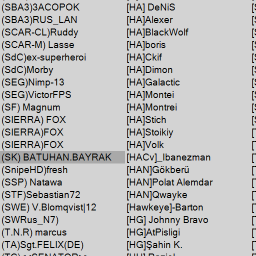 (SBA3)ЗАСОРОК [HA] DeNiS
(SBA3)RUS_LAN [HA]Alexer
(SCAR-CL)Ruddy [HA]BlackWolf
(SCAR-M) Lasse [HA]boris
(SdC)ex-superheroi [HA]Ckif
(SdC)Morby [HA]Dimon
(SEG)Nimp-13 [HA]Galactic
(SEG)VictorFPS [HA]Montei
(SF) Magnum [HA]Montrei
(SIERRA) FOX [HA]Stich
(SIERRA)FOX [HA]Stoikiy
(SIERRA)FOX [HA]Volk
(SK) BATUHAN.BAYRAK [HACv]_Ibanezman
(SnipeHD)fresh [HAN]Gökberü
(SSP) Natawa [HAN]Polat Alemdar
(STF)Sebastian72 [HAN]Qwayke
(SWE) V.Blomqvist|12 [Hawkeye]-Barton
(SWRus_N7) [HG] Johnny Bravo
(T.N.R) marcus [HG]AtPisligi
(TA)Sgt.FELIX(DE) [HG]Şahin K.